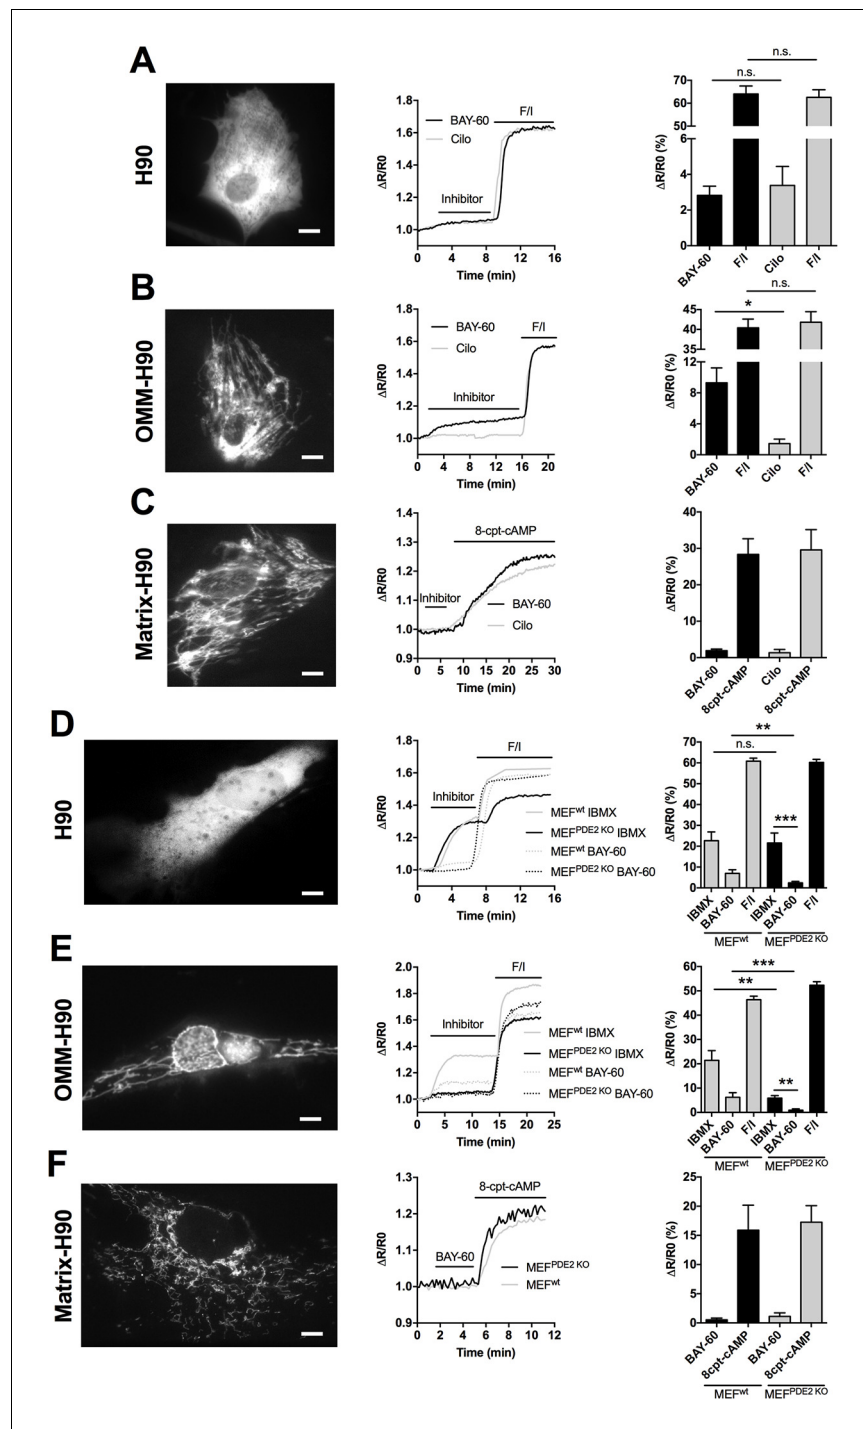 A
H90
ΔR/R0
1.8
1.6
1.4
1.2
1.0
BAY-60
Cilo
F/I
Inhibitor
0 4 8 12 16
Time (min)
ΔR/R0 (%)
70
60
50
6
4
2
0
n.s.
n.s.
BAY-60 F/I Cilo F/I
B
OMM-H90
ΔR/R0
1.8
1.6
1.4
1.2
1.0
BAY-60
Cilo
F/I
Inhibitor
0 4 8 12 16 20
Time (min)
ΔR/R0 (%)
45
40
35
12
8
4
0
n.s.
*
BAY-60 F/I Cilo F/I
C
Matrix-H90
ΔR/R0
1.4
1.3
1.2
1.1
1.0
0.9
8-cpt-cAMP
Inhibitor
BAY-60
Cilo
0 5 10 15 20 25 30
Time (min)
ΔR/R0 (%)
40
30
20
10
0
BAY-60 8cpt-cAMP Cilo 8cpt-cAMP
D
H90
ΔR/R0
1.8
1.6
1.4
1.2
1.0
F/I
Inhibitor
MEFwt IBMX
MEFPDE2 KO IBMX
MEFwt BAY-60
MEFPDE2 KO BAY-60
0 4 8 12 16
Time (min)
ΔR/R0 (%)
70
60
50
40
30
20
10
0
**
n.s.
***
IBMX BAY-60 F/I IBMX BAY-60 F/I
MEFwt MEFPDE2 KO
E
OMM-H90
ΔR/R0
2.0
1.8
1.6
1.4
1.2
1.0
F/I
Inhibitor
MEFwt IBMX
MEFPDE2 KO IBMX
MEFwt BAY-60
MEFPDE2 KO BAY-60
0 5 10 15 20 25
Time (min)
ΔR/R0 (%)
60
50
40
30
20
10
0
***
**
**
IBMX BAY-60 F/I IBMX BAY-60 F/I
MEFwt MEFPDE2 KO
F
Matrix-H90
ΔR/R0
1.3
1.2
1.1
1.0
0.9
8-cpt-cAMP
BAY-60
MEFPDE2 KO
MEFwt
0 2 4 6 8 10 12
Time (min)
ΔR/R0 (%)
25
20
15
10
5
0
BAY-60 8cpt-cAMP BAY-60 8cpt-cAMP
MEFwt MEFPDE2 KO